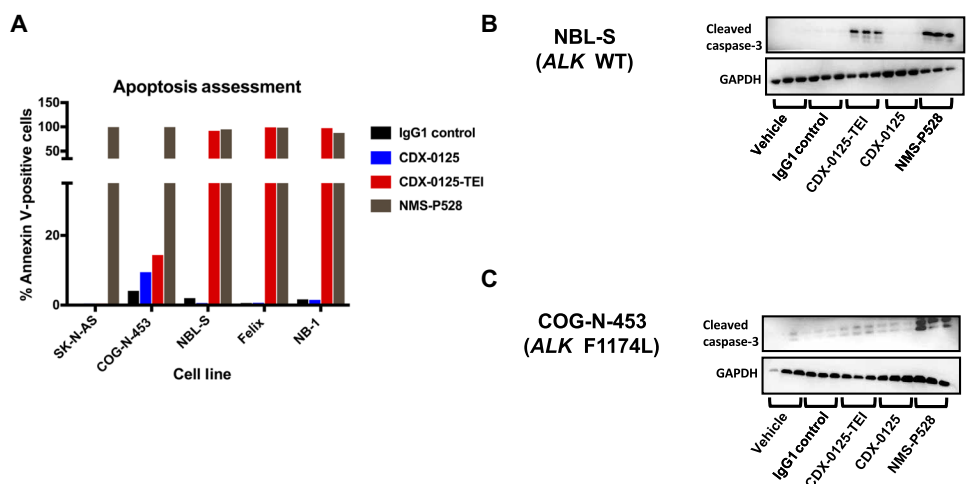 A
Apoptosis assessment
% Annexin V-positive cells
150
100
50
20
0
SK-N-AS
COG-N-453
NBL-S
Felix
NB-1
Cell line
IgG1 control
CDX-0125
CDX-0125-TEI
NMS-P528
B
NBL-S
(ALK WT)
Cleaved
caspase-3
GAPDH
Vehicle
IgG1 control
CDX-0125-TEI
CDX-0125
NMS-P528
C
COG-N-453
(ALK F1174L)
Cleaved
caspase-3
GAPDH
Vehicle
IgG1 control
CDX-0125-TEI
CDX-0125
NMS-P528